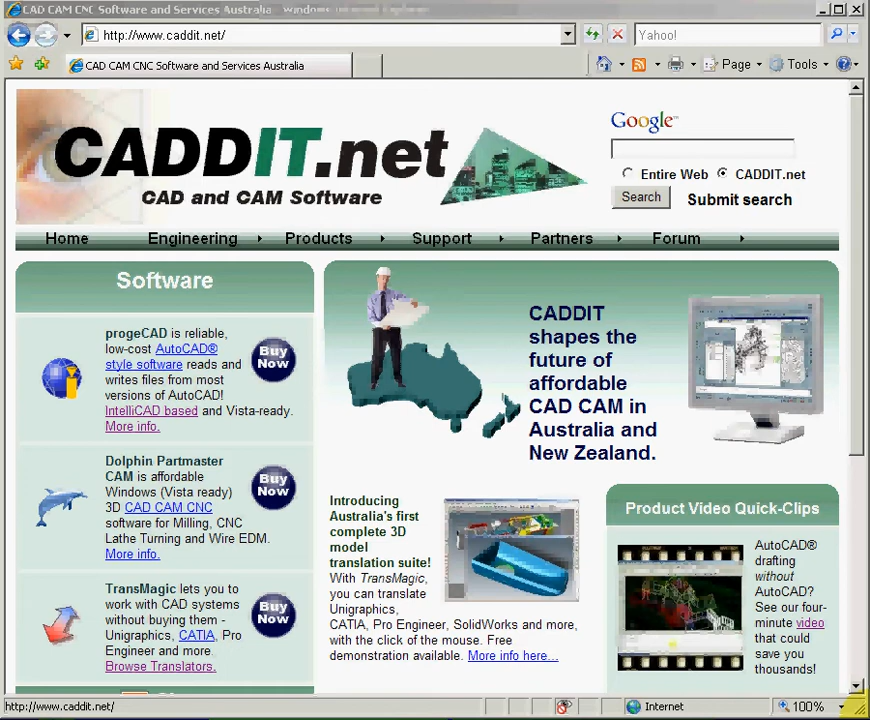 CAD CAM CNC Software and Services Australia - Windows Internet Explorer
http://www.caddit.net/
Yahoo!
CAD CAM CNC Software and Services Australia
Page
Tools
CADDIT.net
CAD and CAM Software
Google
Entire Web
CADDIT.net
Search
Submit search
Home
Engineering
Products
Support
Partners
Forum
Software
progeCAD is reliable,
low-cost AutoCAD®
style software reads and
writes files from most
versions of AutoCAD!
IntelliCAD based and Vista-ready.
More info.
Buy
Now
Dolphin Partmaster
CAM is affordable
Windows (Vista ready)
3D CAD CAM CNC
software for Milling, CNC
Lathe Turning and Wire EDM.
More info.
Buy
Now
TransMagic lets you to
work with CAD systems
without buying them -
Unigraphics, CATIA, Pro
Engineer and more.
Browse Translators.
Buy
Now
CADDIT
shapes the
future of
affordable
CAD CAM in
Australia and
New Zealand.
Introducing
Australia's first
complete 3D
model
translation suite!
With TransMagic,
you can translate
Unigraphics,
CATIA, Pro Engineer, SolidWorks and more,
with the click of the mouse. Free
demonstration available. More info here...
Product Video Quick-Clips
AutoCAD®
drafting
without
AutoCAD?
See our four-
minute video
that could
save you
thousands!
http://www.caddit.net/
Internet
100%